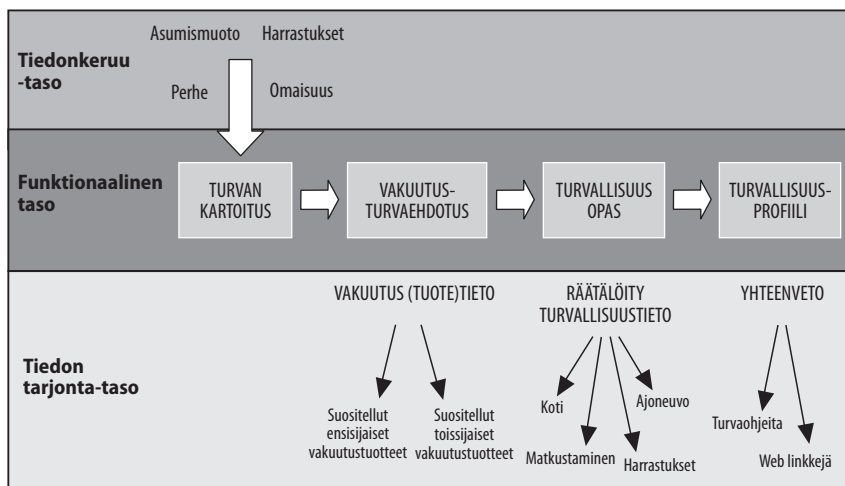 Tiedonkeruu
-taso
Asumismuoto Harrastukset
Perhe Omaisuus
Funktionaalinen
taso
TURVAN
KARTOITUS
VAKUUTUS-
TURVAEHDOTUS
TURVALLISUUS
OPAS
TURVALLISUUS-
PROFIILI
Tiedon
tarjonta-taso
VAKUUTUS (TUOTE)TIETO
Suositellut
ensisijaiset
vakuutustuotteet
Suositellut
toissijaiset
vakuutustuotteet
RÄÄTÄLÖITY
TURVALLISUUSTIETO
Koti
Matkustaminen
Harrastukset
Ajoneuvo
YHTEENVETO
Turvaohjeita
Web linkkejä